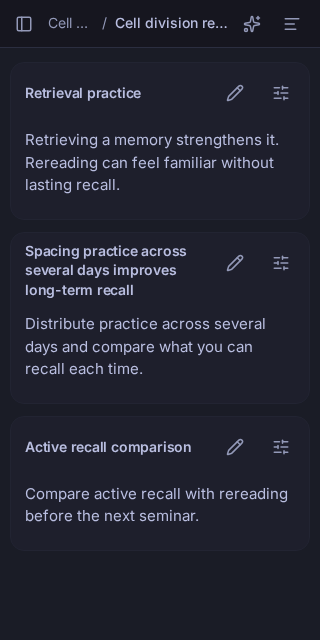 Cell ... / Cell division re...
Retrieval practice
Retrieving a memory strengthens it.
Rereading can feel familiar without
lasting recall.
Spacing practice across
several days improves
long-term recall
Distribute practice across several
days and compare what you can
recall each time.
Active recall comparison
Compare active recall with rereading
before the next seminar.